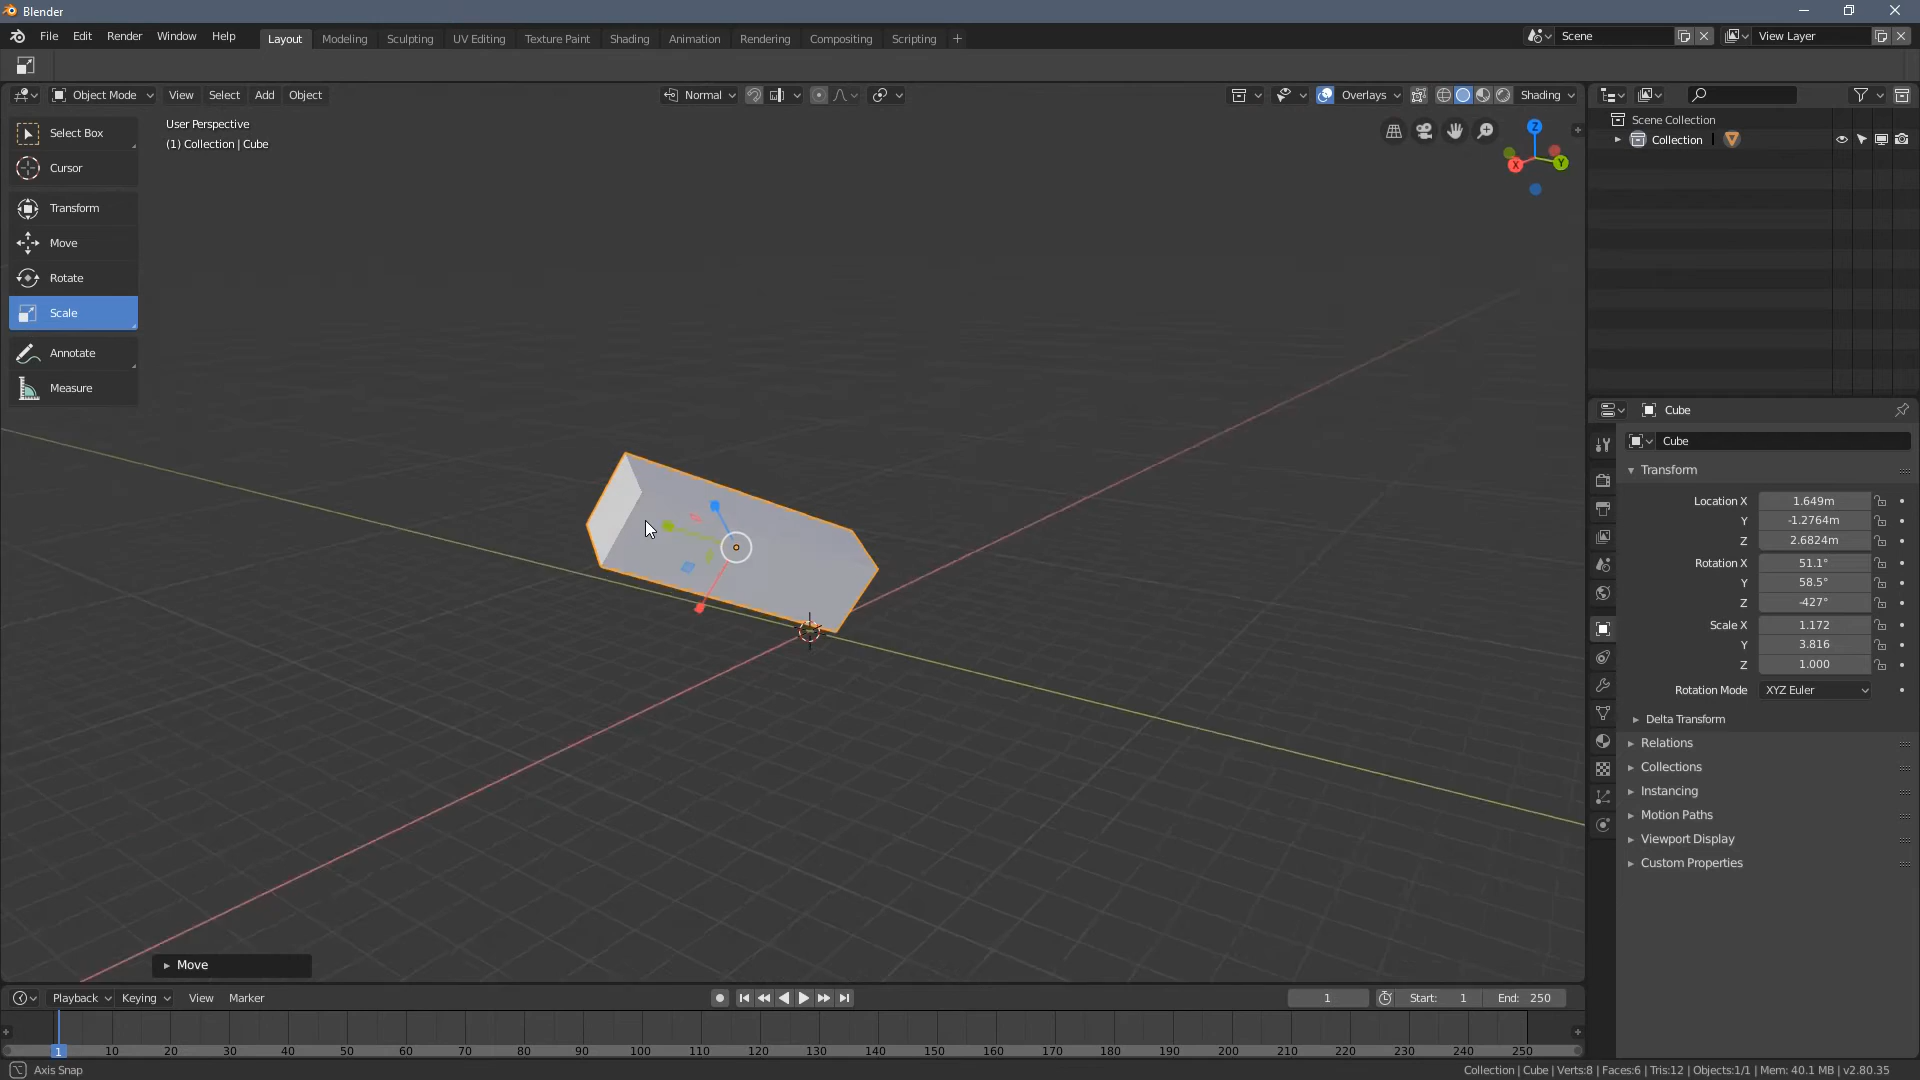 Blender
File Edit Render Window Help Layout Modeling Sculpting UV Editing Texture Paint Shading Animation Rendering Compositing Scripting + Scene View Layer
Object Mode View Select Add Object Normal Overlays Shading
User Perspective
(1) Collection | Cube
Select Box
Cursor
Transform
Move
Rotate
Scale
Annotate
Measure
Z
X
Y
Scene Collection
Collection
Cube
Cube
Transform
Location X 1.649m
Y -1.2764m
Z 2.6824m
Rotation X 51.1°
Y 58.5°
Z -427°
Scale X 1.172
Y 3.816
Z 1.000
Rotation Mode XYZ Euler
Delta Transform
Relations
Collections
Instancing
Motion Paths
Viewport Display
Custom Properties
Move
Playback Keying View Marker 1 Start: 1 End: 250
1 10 20 30 40 50 60 70 80 90 100 110 120 130 140 150 160 170 180 190 200 210 220 230 240 250
Axis Snap
Collection | Cube | Verts:8 | Faces:6 | Tris:12 | Objects:1/1 | Mem: 40.1 MB | v2.80.35